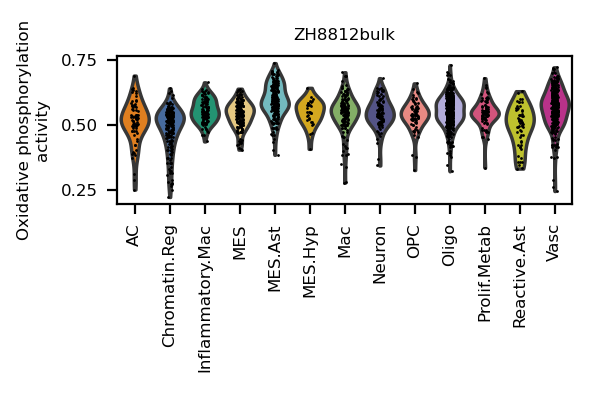 ZH8812bulk
Oxidative phosphorylation
activity
0.75
0.50
0.25
AC
Chromatin.Reg
Inflammatory.Mac
MES
MES.Ast
MES.Hyp
Mac
Neuron
OPC
Oligo
Prolif.Metab
Reactive.Ast
Vasc